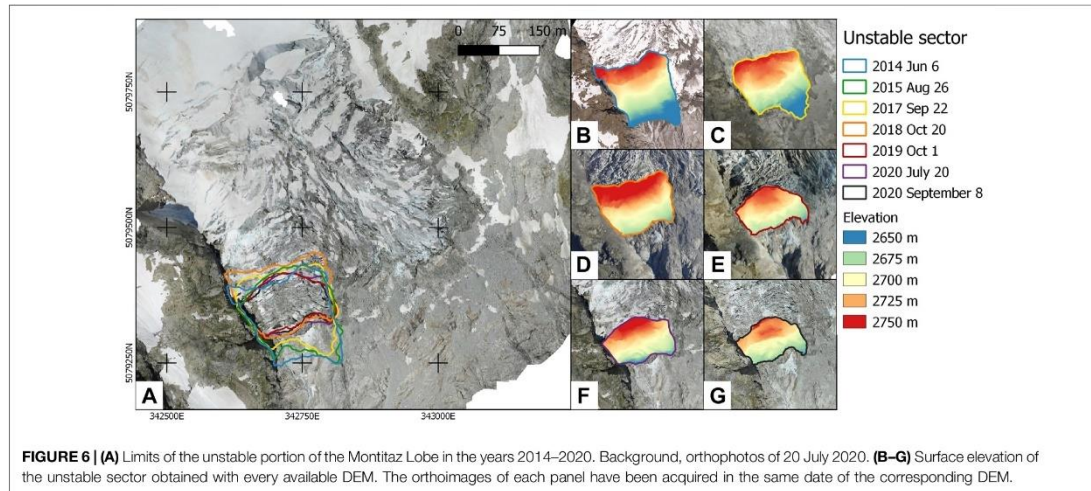 0 75 150 m
5079750N
5079500N
5079250N
342500E 342750E 343000E
A
B
C
D
E
F
G
Unstable sector
2014 Jun 6
2015 Aug 26
2017 Sep 22
2018 Oct 20
2019 Oct 1
2020 July 20
2020 September 8
Elevation
2650 m
2675 m
2700 m
2725 m
2750 m
FIGURE 6 | (A) Limits of the unstable portion of the Montitaz Lobe in the years 2014–2020. Background, orthophotos of 20 July 2020. (B–G) Surface elevation of
the unstable sector obtained with every available DEM. The orthoimages of each panel have been acquired in the same date of the corresponding DEM.